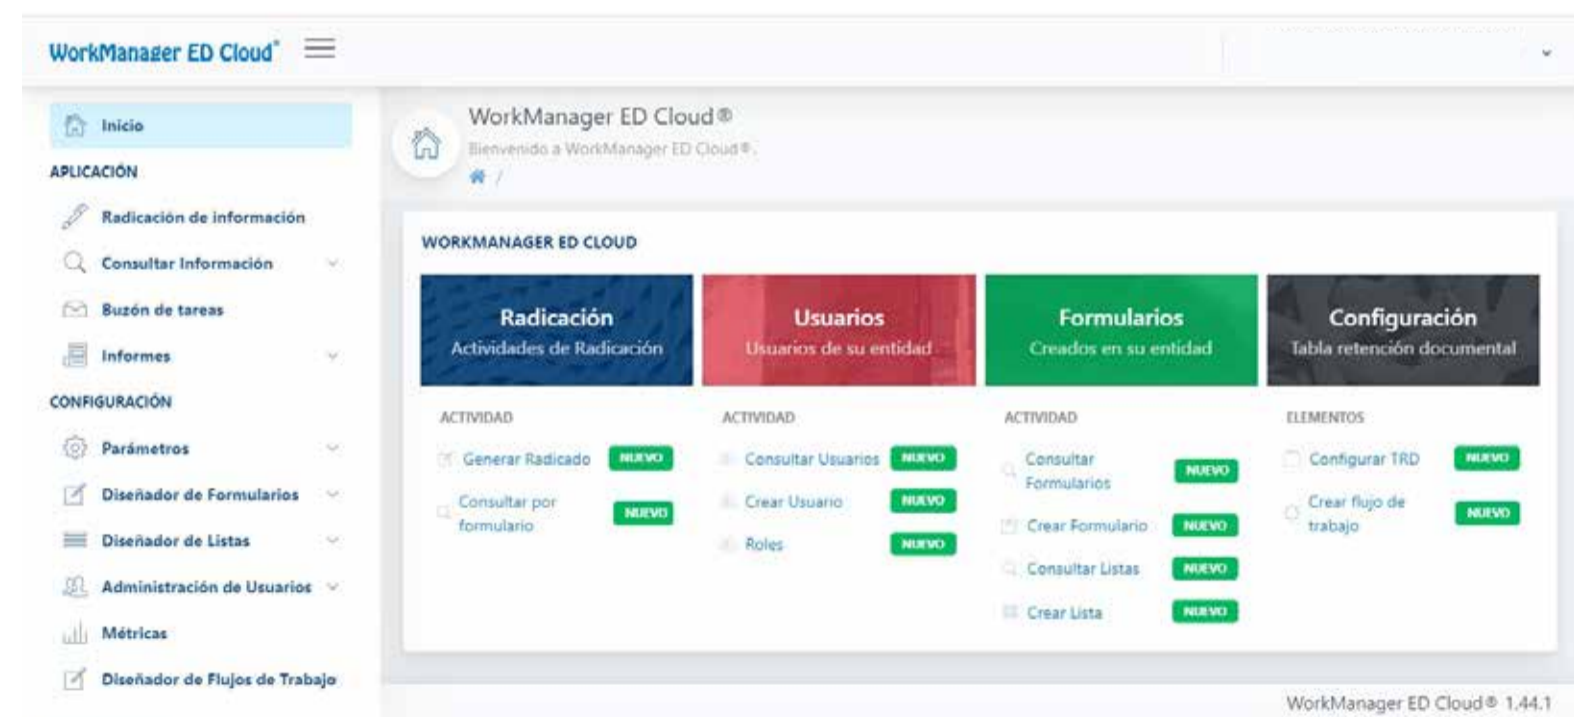 WorkManager ED Cloud®
Inicio
APLICACIÓN
Radicación de información
Consultar Información
Buzón de tareas
Informes
CONFIGURACIÓN
Parámetros
Diseñador de Formularios
Diseñador de Listas
Administración de Usuarios
Métricas
Diseñador de Flujos de Trabajo
WorkManager ED Cloud®
Bienvenido a WorkManager ED Cloud®.
/
WORKMANAGER ED CLOUD
Radicación
Actividades de Radicación
ACTIVIDAD
Generar Radicado NUEVO
Consultar por
formulario NUEVO
Usuarios
Usuarios de su entidad
ACTIVIDAD
Consultar Usuarios NUEVO
Crear Usuario NUEVO
Roles NUEVO
Formularios
Creados en su entidad
ACTIVIDAD
Consultar
Formularios NUEVO
Crear Formulario NUEVO
Consultar Listas NUEVO
Crear Lista NUEVO
Configuración
Tabla retención documental
ELEMENTOS
Configurar TRD NUEVO
Crear flujo de
trabajo NUEVO
WorkManager ED Cloud® 1.44.1